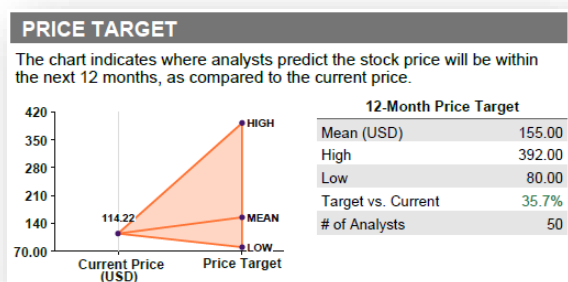 PRICE TARGET
The chart indicates where analysts predict the stock price will be within
the next 12 months, as compared to the current price.
420
350
280
210
140
70.00
114.22
HIGH
MEAN
LOW
Current Price
(USD)
Price Target
12-Month Price Target
Mean (USD) 155.00
High 392.00
Low 80.00
Target vs. Current 35.7%
# of Analysts 50